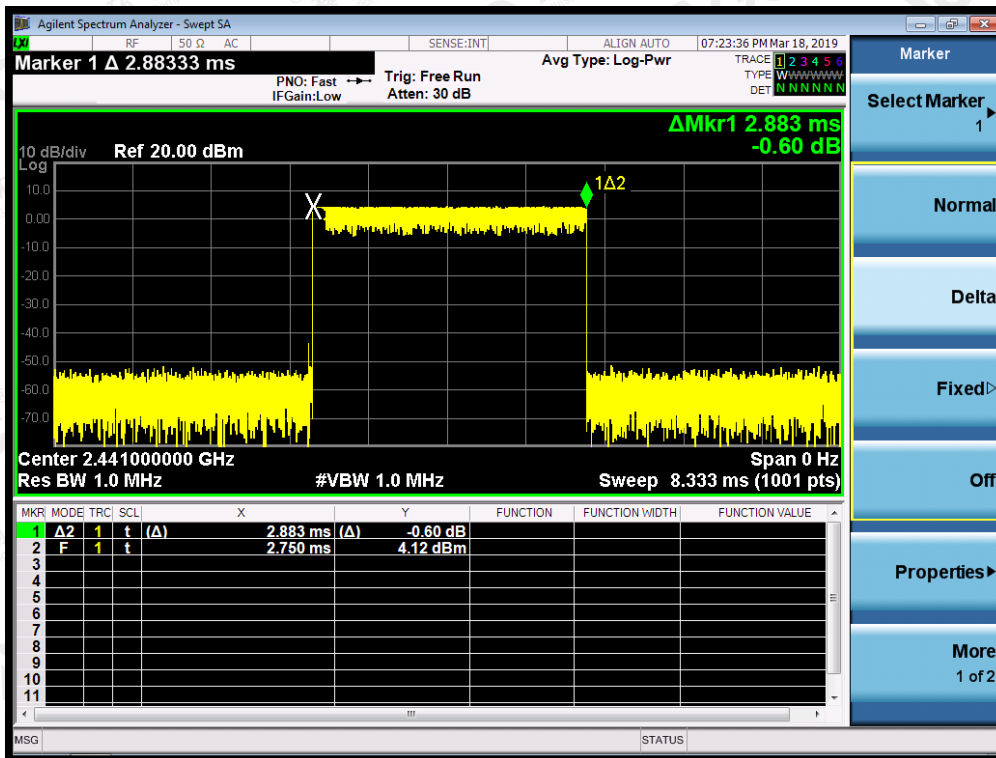 Agilent Spectrum Analyzer - Swept SA
LXI RF 50 Ω AC SENSE:INT ALIGN AUTO 07:23:36 PM Mar 18, 2019
Marker 1 Δ 2.88333 ms
PNO: Fast
IFGain:Low
Trig: Free Run
Atten: 30 dB
Avg Type: Log-Pwr
TRACE 1 2 3 4 5 6
TYPE WWWWWW
DET N N N N N N
ΔMkr1 2.883 ms
-0.60 dB
10 dB/div Ref 20.00 dBm
Log
10.0
0.00
-10.0
-20.0
-30.0
-40.0
-50.0
-60.0
-70.0
X
1Δ2
Center 2.441000000 GHz Span 0 Hz
Res BW 1.0 MHz #VBW 1.0 MHz Sweep 8.333 ms (1001 pts)
MKR MODE TRC SCL X Y FUNCTION FUNCTION WIDTH FUNCTION VALUE
1 Δ2 1 t (Δ) 2.883 ms (Δ) -0.60 dB
2 F 1 t 2.750 ms 4.12 dBm
3
4
5
6
7
8
9
10
11
MSG STATUS
Marker
Select Marker
1
Normal
Delta
Fixed
Off
Properties
More
1 of 2